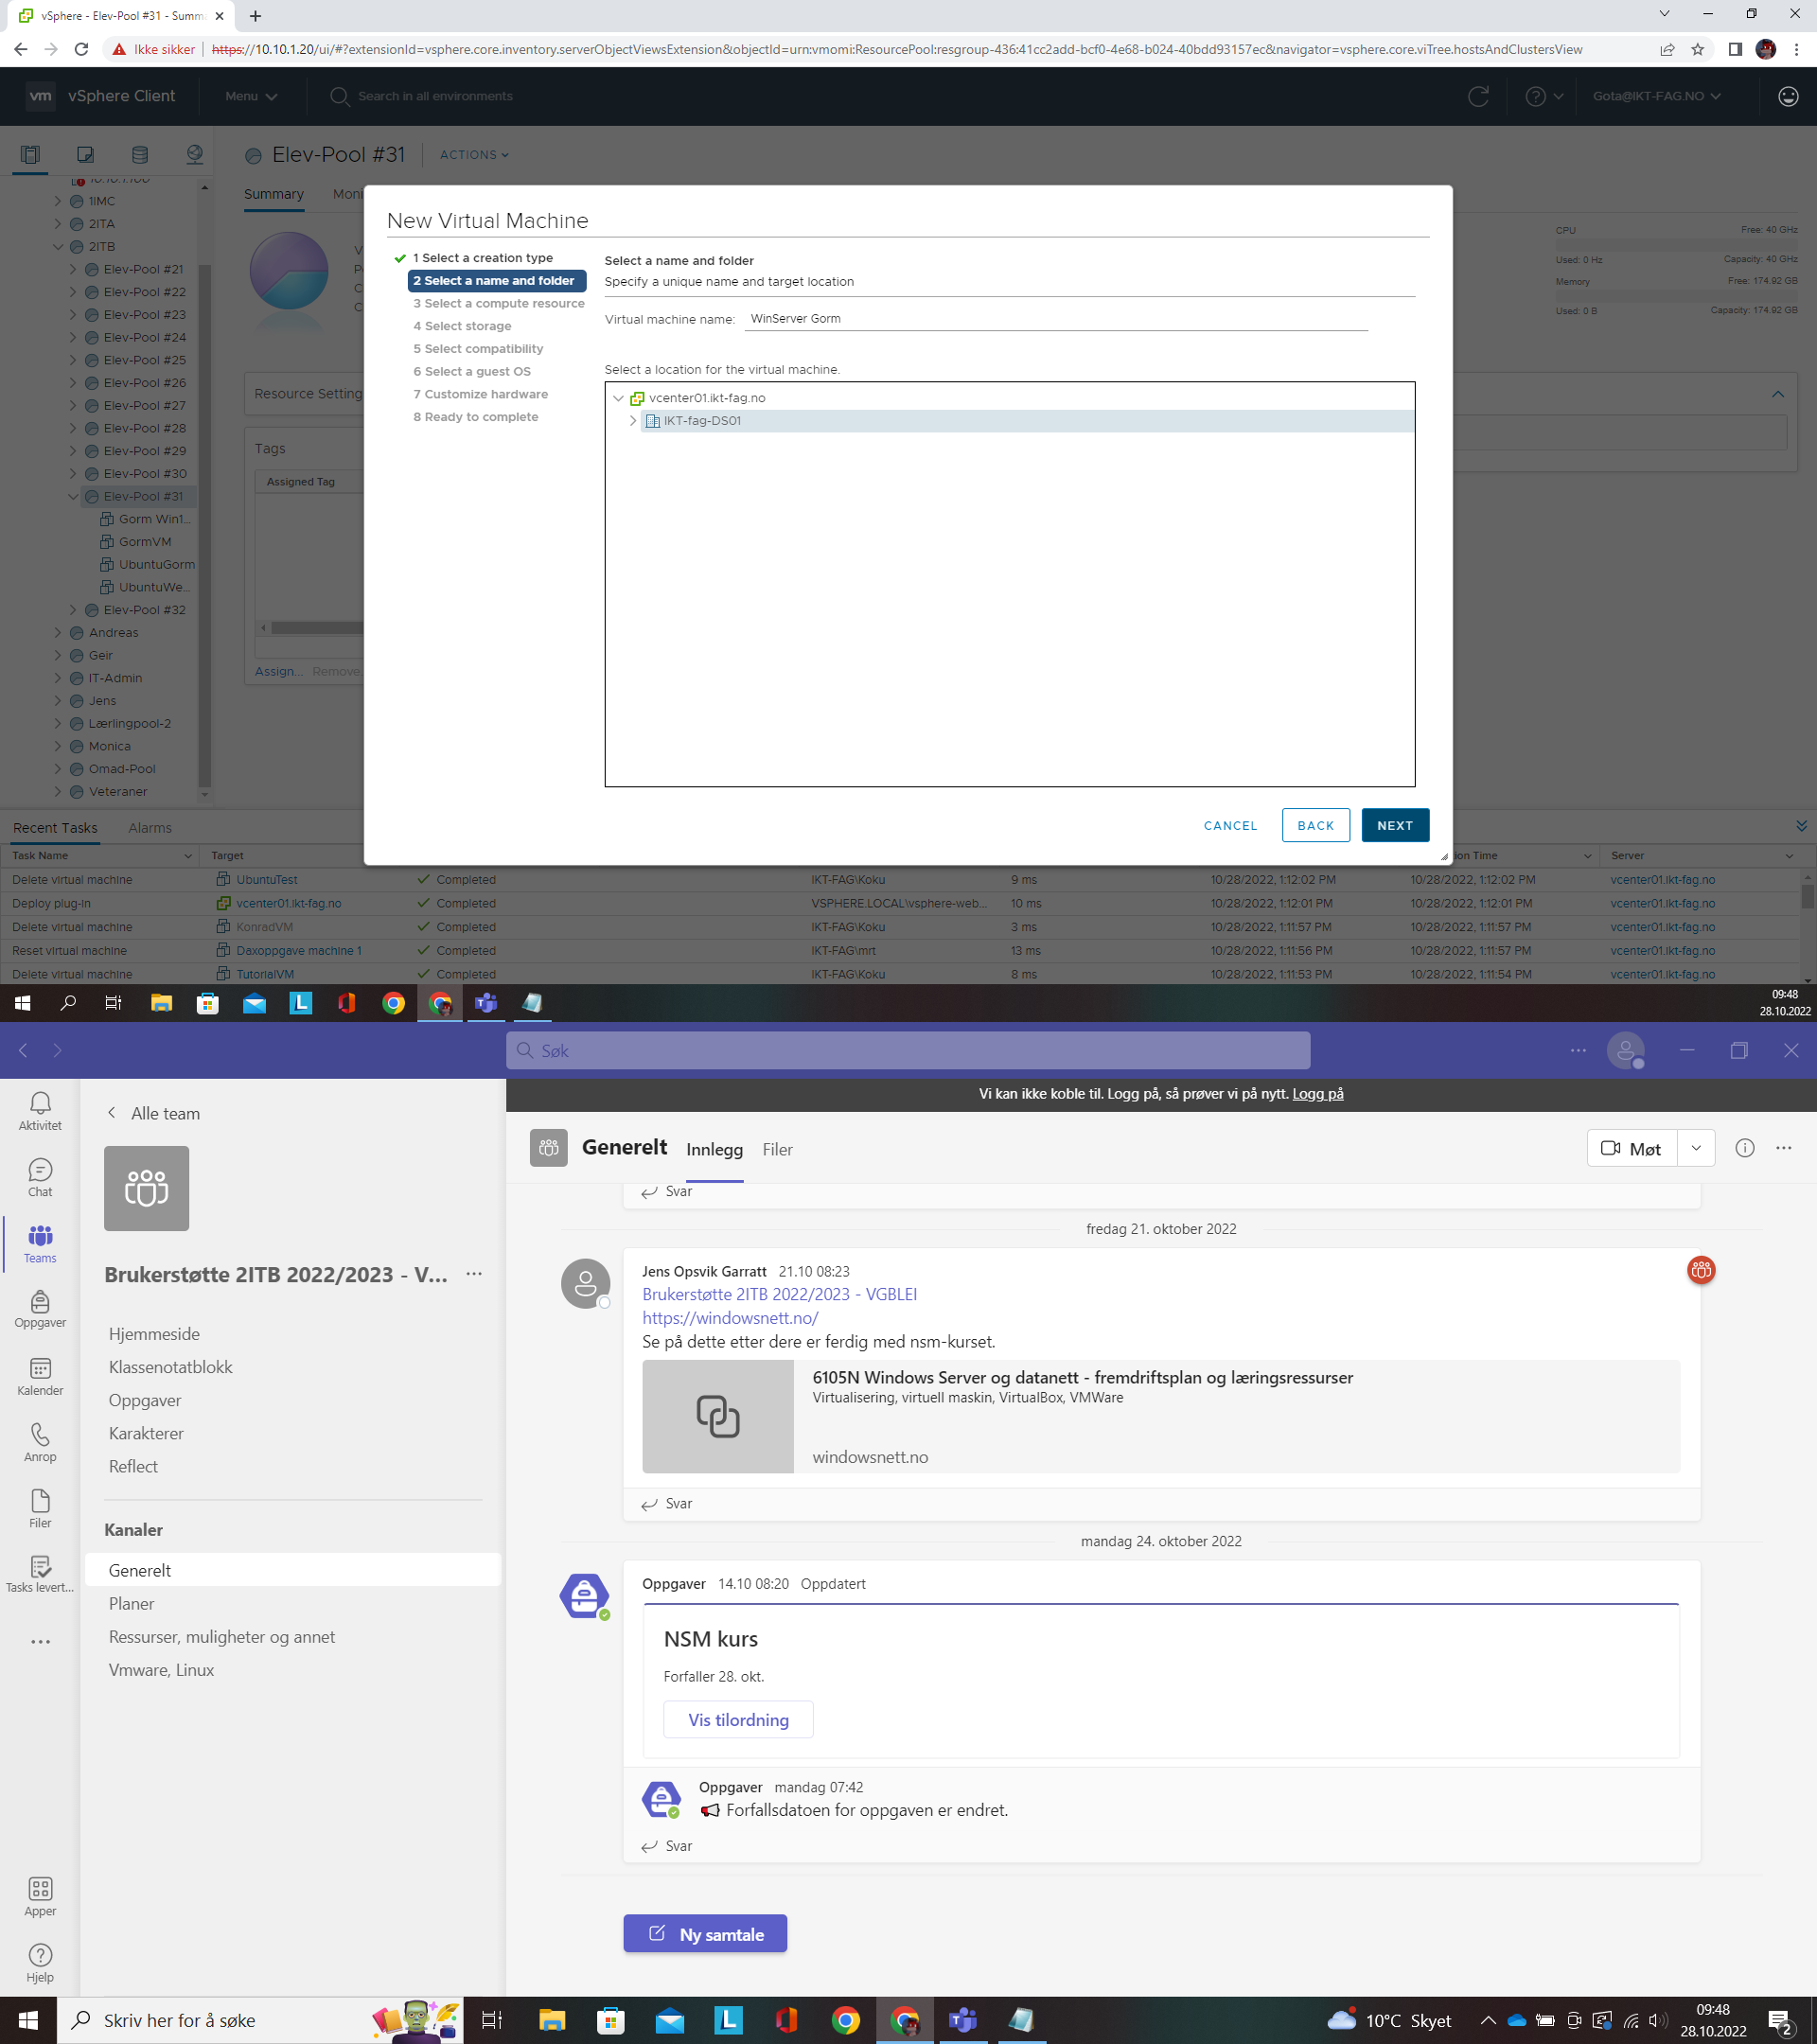 vSphere - Elev-Pool #31 - Summ
Ikke sikker
https://10.10.1.20/ui/#?extensionId=vsphere.core.inventory.serverObjectViewsExtension&objectId=urn:vmomi:ResourcePool:resgroup-436:41cc2add-bcf0-4e68-b024-40bdd93157ec&navigator=vsphere.core.viTree.hostsAndClustersView
vm vSphere Client
Menu
Search in all environments
Gota@IKT-FAG.NO
Elev-Pool #31
ACTIONS
Summary
Moni
10.10.1.100
1IMC
2ITA
2ITB
Elev-Pool #21
Elev-Pool #22
Elev-Pool #23
Elev-Pool #24
Elev-Pool #25
Elev-Pool #26
Elev-Pool #27
Elev-Pool #28
Elev-Pool #29
Elev-Pool #30
Elev-Pool #31
Gorm Win1...
GormVM
UbuntuGorm
UbuntuWe...
Elev-Pool #32
Andreas
Geir
IT-Admin
Jens
Lærlingpool-2
Monica
Omad-Pool
Veteraner
Resource Setting
Tags
Assigned Tag
Assign...
Remove.
CPU
Free: 40 GHz
Used: 0 Hz
Capacity: 40 GHz
Memory
Free: 174.92 GB
Used: 0 B
Capacity: 174.92 GB
New Virtual Machine
1 Select a creation type
2 Select a name and folder
3 Select a compute resource
4 Select storage
5 Select compatibility
6 Select a guest OS
7 Customize hardware
8 Ready to complete
Select a name and folder
Specify a unique name and target location
Virtual machine name: WinServer Gorm
Select a location for the virtual machine.
vcenter01.ikt-fag.no
IKT-fag-DS01
CANCEL
BACK
NEXT
Recent Tasks
Alarms
Task Name
Target
ion Time
Server
Delete virtual machine UbuntuTest Completed IKT-FAG\Koku 9 ms 10/28/2022, 1:12:02 PM 10/28/2022, 1:12:02 PM vcenter01.ikt-fag.no
Deploy plug-in vcenter01.ikt-fag.no Completed VSPHERE.LOCAL\vsphere-web... 10 ms 10/28/2022, 1:12:01 PM 10/28/2022, 1:12:01 PM vcenter01.ikt-fag.no
Delete virtual machine KonradVM Completed IKT-FAG\Koku 3 ms 10/28/2022, 1:11:57 PM 10/28/2022, 1:11:57 PM vcenter01.ikt-fag.no
Reset virtual machine Daxoppgave machine 1 Completed IKT-FAG\mrt 13 ms 10/28/2022, 1:11:56 PM 10/28/2022, 1:11:57 PM vcenter01.ikt-fag.no
Delete virtual machine TutorialVM Completed IKT-FAG\Koku 8 ms 10/28/2022, 1:11:53 PM 10/28/2022, 1:11:54 PM vcenter01.ikt-fag.no
09:48
28.10.2022
Søk
Vi kan ikke koble til. Logg på, så prøver vi på nytt. Logg på
Aktivitet
Chat
Teams
Oppgaver
Kalender
Anrop
Filer
Tasks levert...
Apper
Hjelp
Alle team
Brukerstøtte 2ITB 2022/2023 - V...
Hjemmeside
Klassenotatblokk
Oppgaver
Karakterer
Reflect
Kanaler
Generelt
Planer
Ressurser, muligheter og annet
Vmware, Linux
Generelt
Innlegg
Filer
Møt
Svar
fredag 21. oktober 2022
Jens Opsvik Garratt 21.10 08:23
Brukerstøtte 2ITB 2022/2023 - VGBLEI
https://windowsnett.no/
Se på dette etter dere er ferdig med nsm-kurset.
6105N Windows Server og datanett - fremdriftsplan og læringsressurser
Virtualisering, virtuell maskin, VirtualBox, VMWare
windowsnett.no
Svar
mandag 24. oktober 2022
Oppgaver 14.10 08:20 Oppdatert
NSM kurs
Forfaller 28. okt.
Vis tilordning
Oppgaver mandag 07:42
Forfallsdatoen for oppgaven er endret.
Svar
Ny samtale
Skriv her for å søke
10°C Skyet
09:48
28.10.2022
2